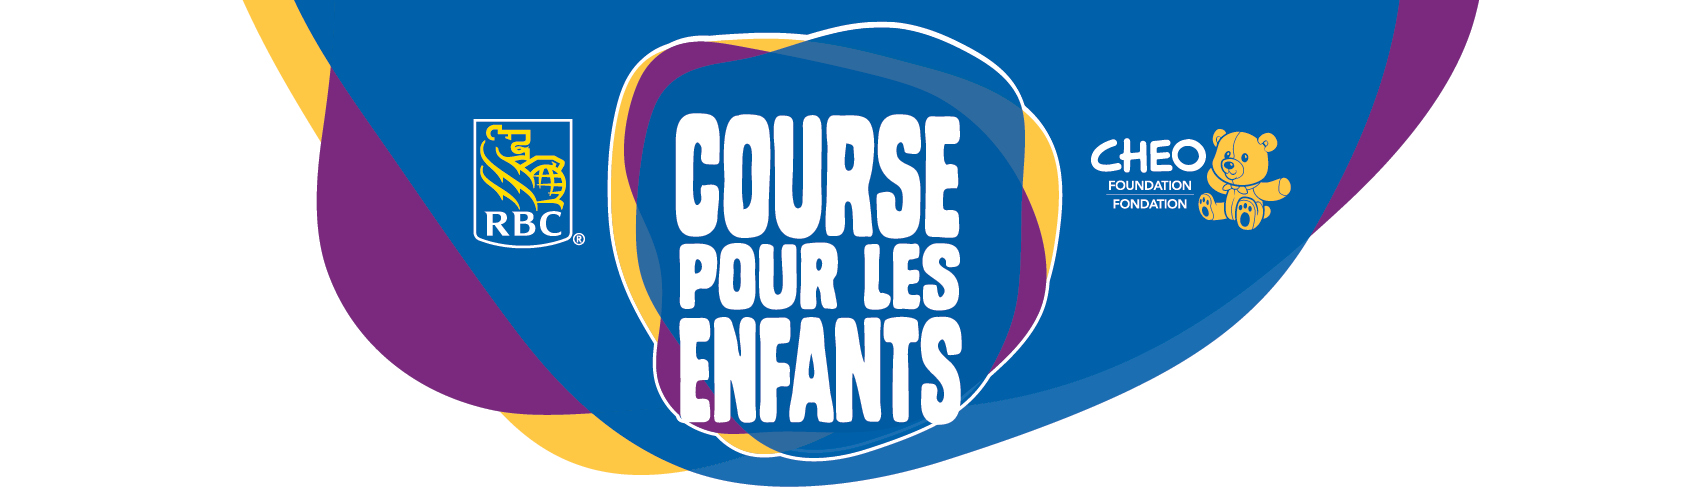 RBC®
COURSE
POUR LES
ENFANTS
CHEO
FOUNDATION
FONDATION